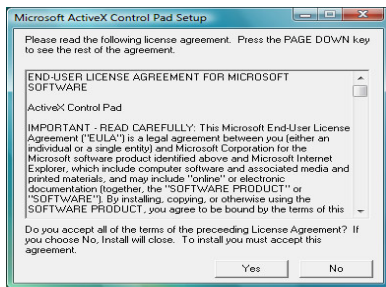 Microsoft ActiveX Control Pad Setup
Please read the following license agreement. Press the PAGE DOWN key
to see the rest of the agreement.
END-USER LICENSE AGREEMENT FOR MICROSOFT
SOFTWARE
ActiveX Control Pad
IMPORTANT - READ CAREFULLY: This Microsoft End-User License
Agreement ("EULA") is a legal agreement between you (either an
individual or a single entity) and Microsoft Corporation for the
Microsoft software product identified above and Microsoft Internet
Explorer, which include computer software and associated media and
printed materials, and may include "online" or electronic
documentation (together, the "SOFTWARE PRODUCT" or
"SOFTWARE"). By installing, copying, or otherwise using the
SOFTWARE PRODUCT, you agree to be bound by the terms of this
Do you accept all of the terms of the preceeding License Agreement? If
you choose No, Install will close. To install you must accept this
agreement.
Yes
No